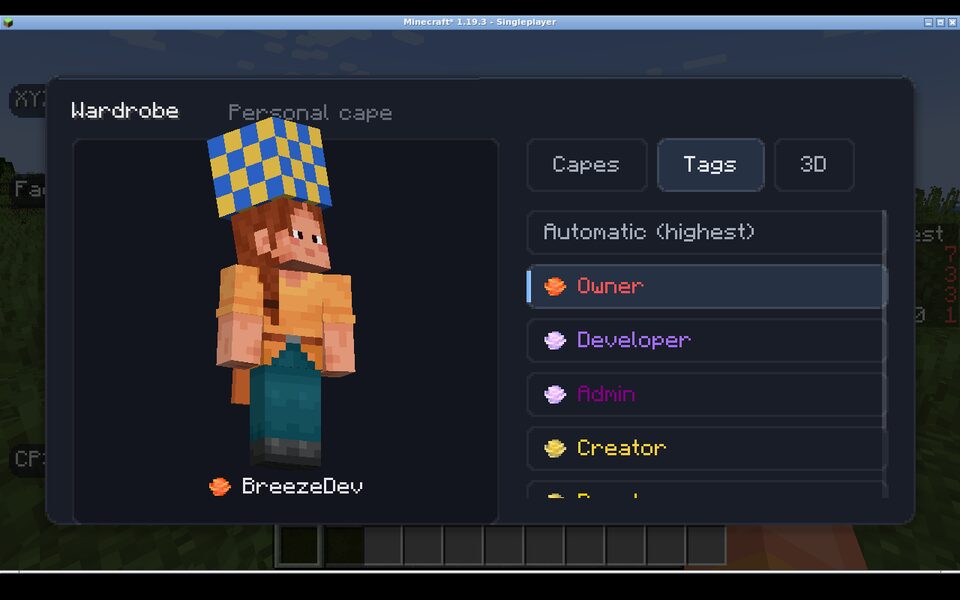 Minecraft* 1.19.3 - Singleplayer
Wardrobe
Personal cape
Capes
Tags
3D
Automatic (highest)
Owner
Developer
Admin
Creator
BreezeDev